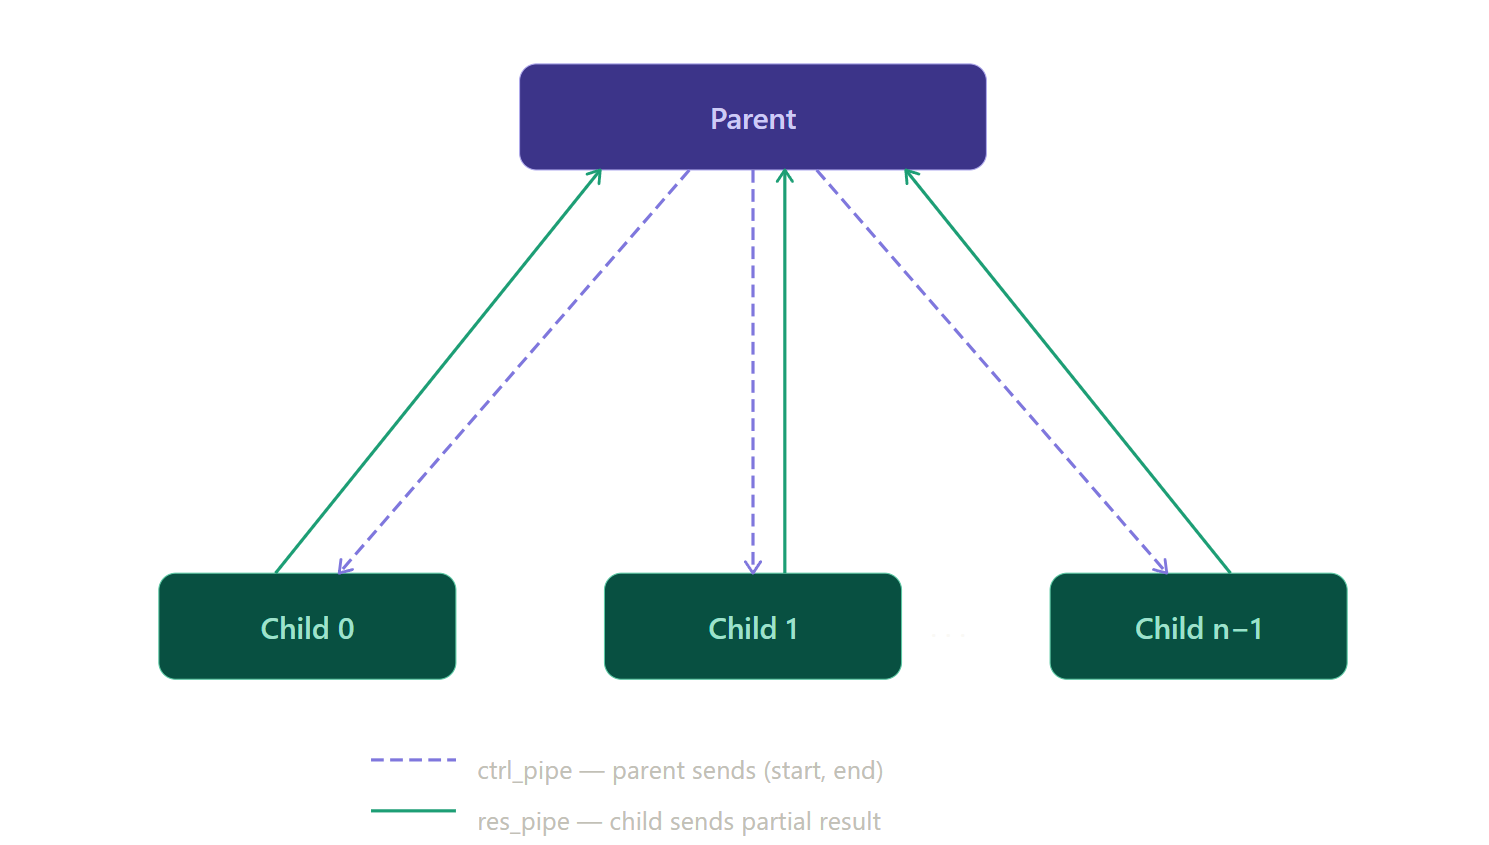 Parent
Child 0
Child 1
. . .
Child n−1
ctrl_pipe — parent sends (start, end)
res_pipe — child sends partial result